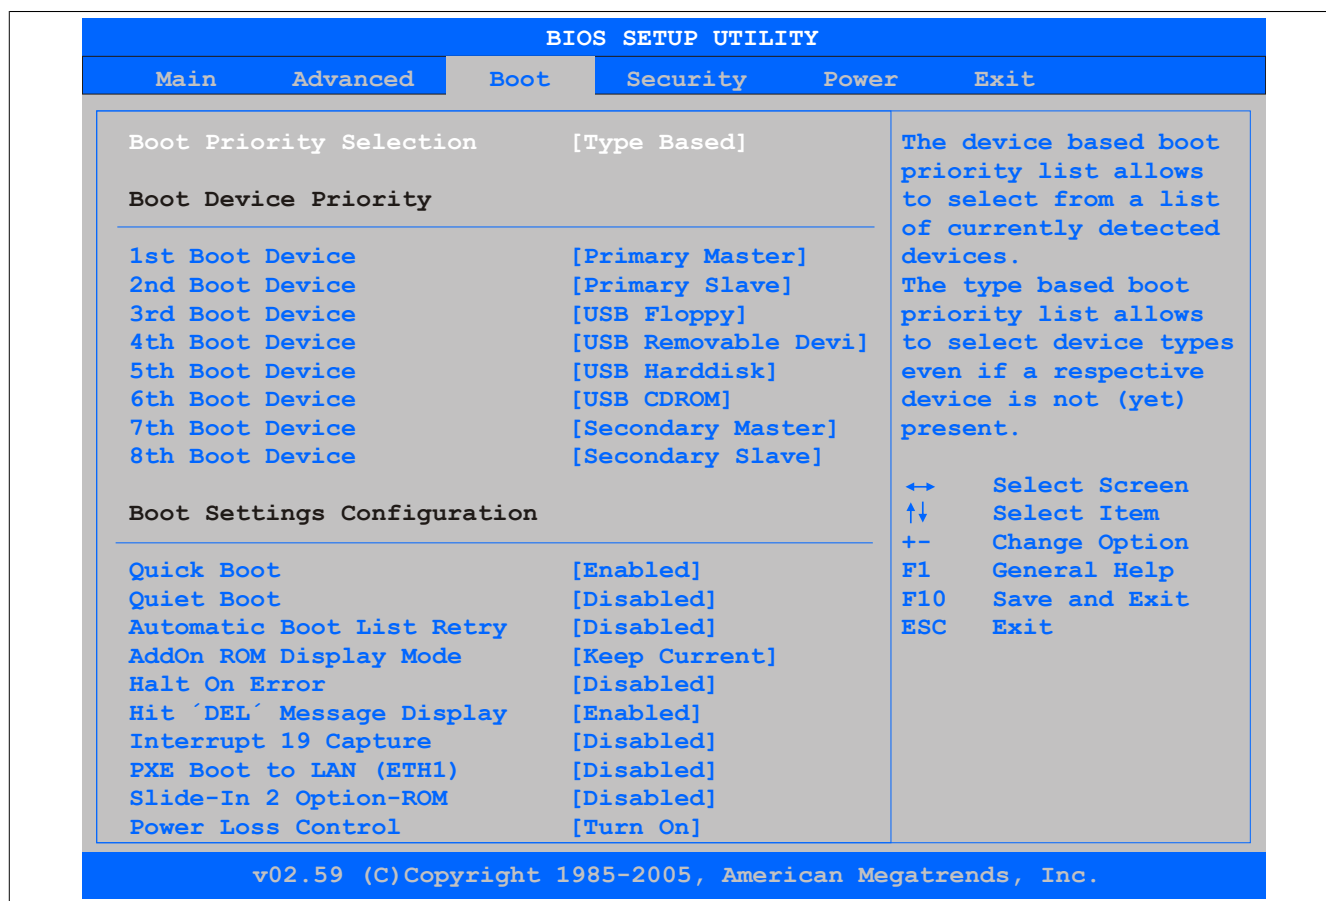 BIOS SETUP UTILITY
Main Advanced Boot Security Power Exit
Boot Priority Selection [Type Based]
Boot Device Priority
1st Boot Device [Primary Master]
2nd Boot Device [Primary Slave]
3rd Boot Device [USB Floppy]
4th Boot Device [USB Removable Devi]
5th Boot Device [USB Harddisk]
6th Boot Device [USB CDROM]
7th Boot Device [Secondary Master]
8th Boot Device [Secondary Slave]
Boot Settings Configuration
Quick Boot [Enabled]
Quiet Boot [Disabled]
Automatic Boot List Retry [Disabled]
AddOn ROM Display Mode [Keep Current]
Halt On Error [Disabled]
Hit ´DEL´ Message Display [Enabled]
Interrupt 19 Capture [Disabled]
PXE Boot to LAN (ETH1) [Disabled]
Slide-In 2 Option-ROM [Disabled]
Power Loss Control [Turn On]
The device based boot
priority list allows
to select from a list
of currently detected
devices.
The type based boot
priority list allows
to select device types
even if a respective
device is not (yet)
present.
↔ Select Screen
↑↓ Select Item
+- Change Option
F1 General Help
F10 Save and Exit
ESC Exit
v02.59 (C)Copyright 1985-2005, American Megatrends, Inc.